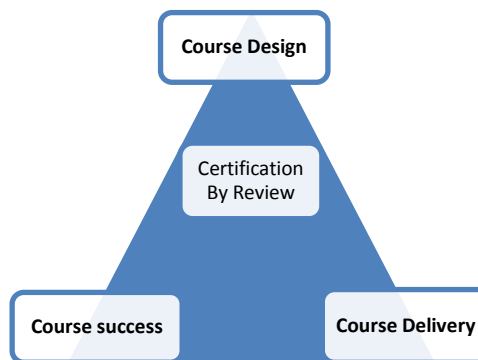 Course Design
Certification
By Review
Course success
Course Delivery